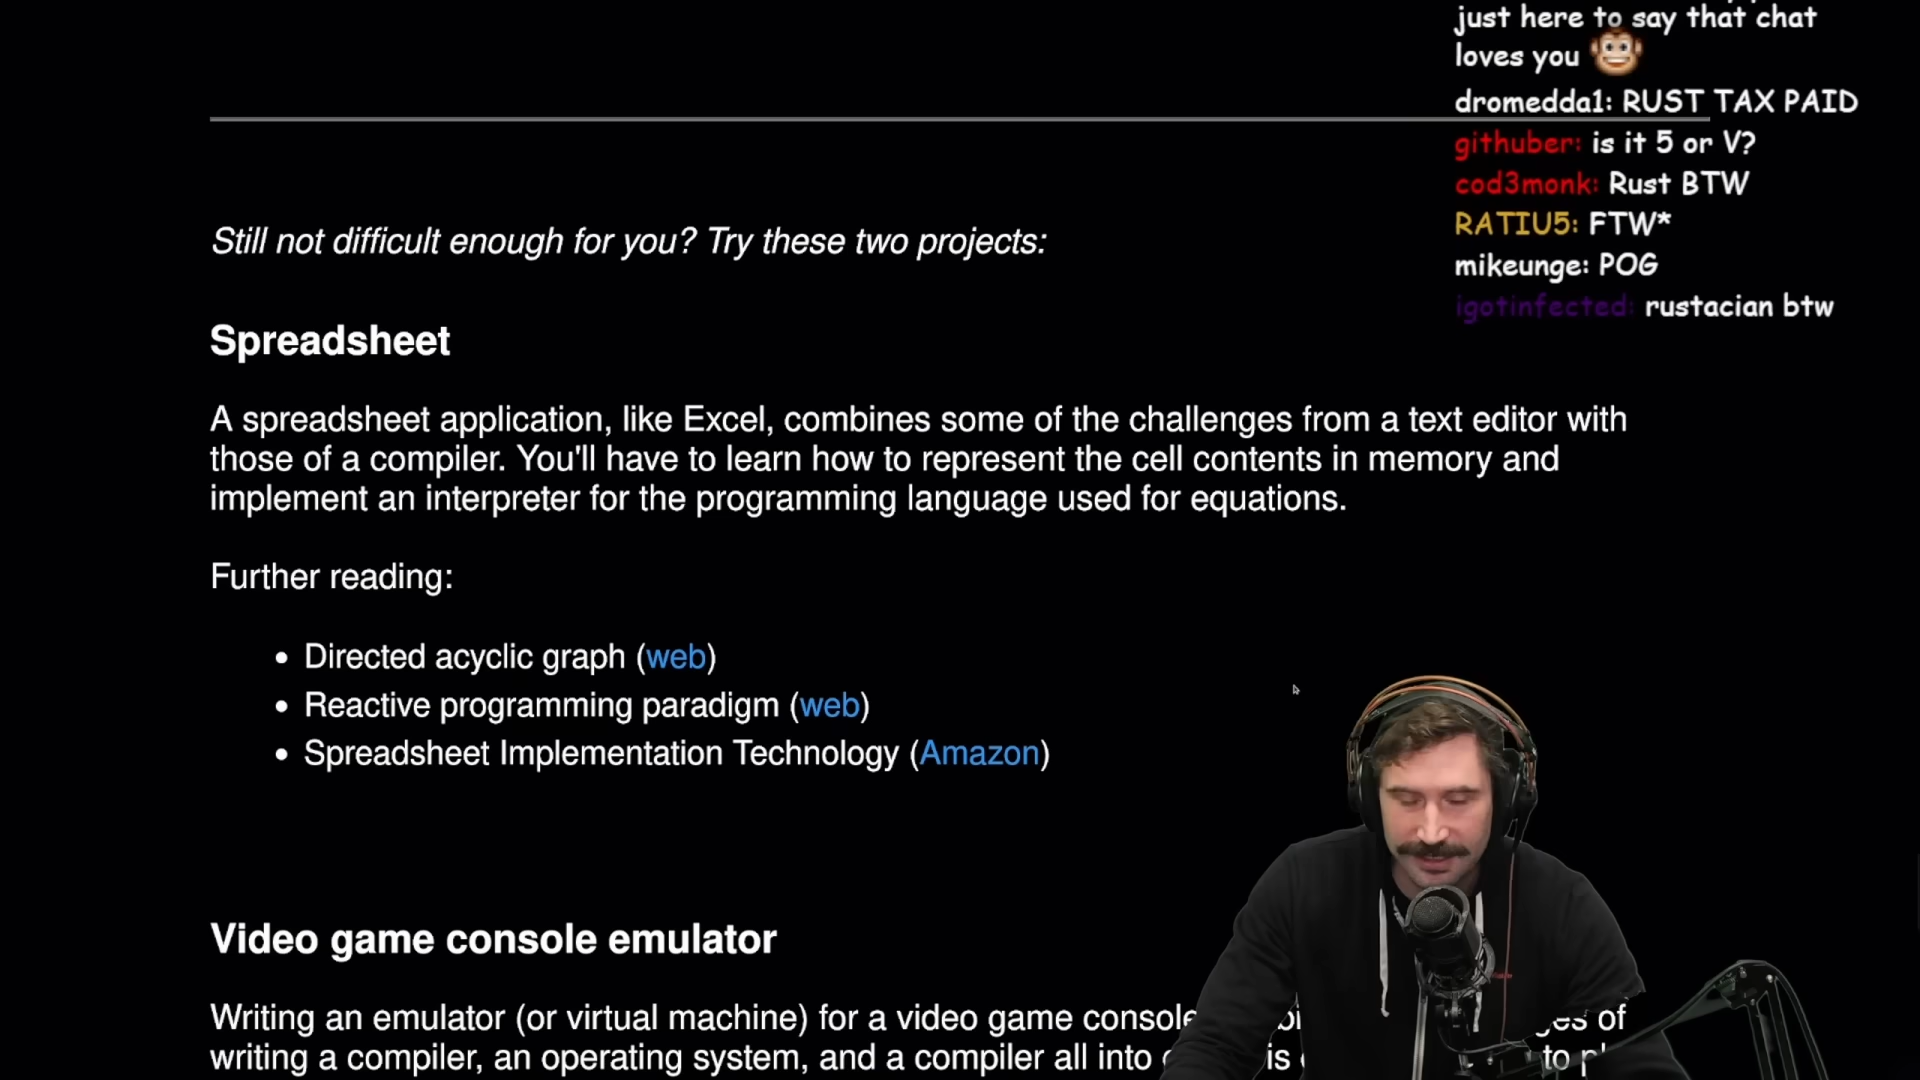 just here to say that chat
loves you
dromedda1: RUST TAX PAID
githuber: is it 5 or V?
cod3monk: Rust BTW
RATIU5: FTW*
mikeunge: POG
igotinfected: rustacian btw
Still not difficult enough for you? Try these two projects:
Spreadsheet
A spreadsheet application, like Excel, combines some of the challenges from a text editor with
those of a compiler. You'll have to learn how to represent the cell contents in memory and
implement an interpreter for the programming language used for equations.
Further reading:
• Directed acyclic graph (web)
• Reactive programming paradigm (web)
• Spreadsheet Implementation Technology (Amazon)
Video game console emulator
Writing an emulator (or virtual machine) for a video game console of
writing a compiler, an operating system, and a compiler all into is to